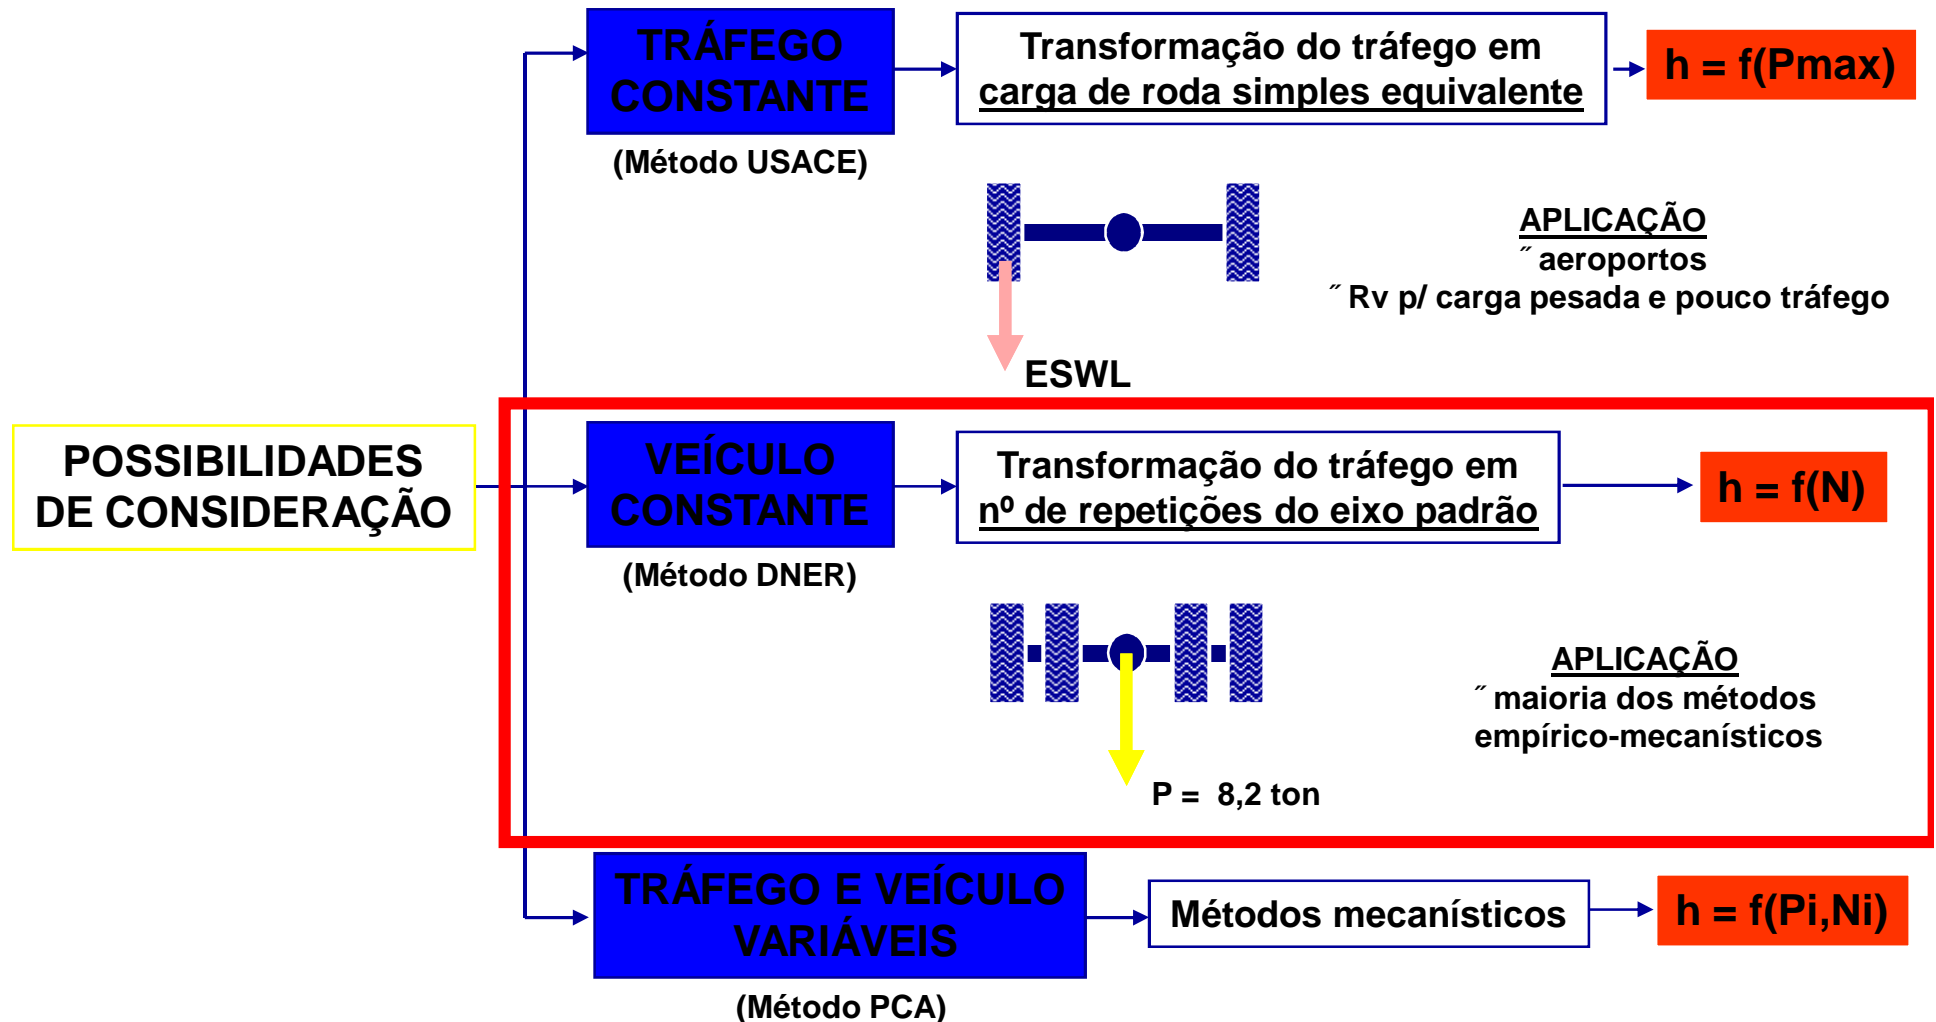 TRÁFEGO
CONSTANTE
(Método USACE)
Transformação do tráfego em
carga de roda simples equivalente
h = f(Pmax)
APLICAÇÃO
˝ aeroportos
˝ Rv p/ carga pesada e pouco tráfego
ESWL
POSSIBILIDADES
DE CONSIDERAÇÃO
VEÍCULO
CONSTANTE
(Método DNER)
Transformação do tráfego em
nº de repetições do eixo padrão
h = f(N)
APLICAÇÃO
˝ maioria dos métodos
empírico-mecanísticos
P = 8,2 ton
TRÁFEGO E VEÍCULO
VARIÁVEIS
(Método PCA)
Métodos mecanísticos
h = f(Pi,Ni)